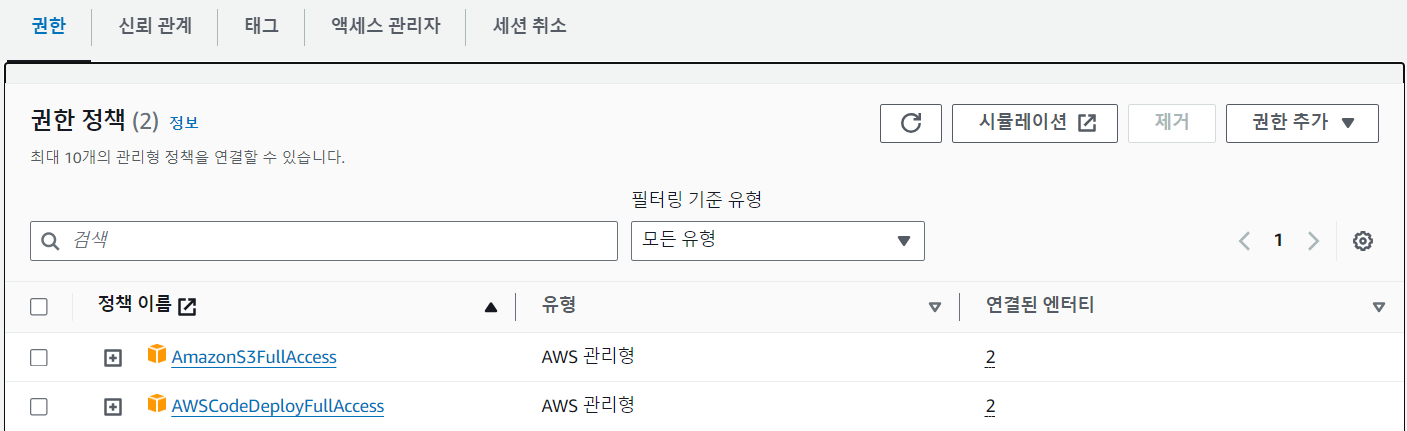 권한 신뢰 관계 태그 액세스 관리자 세션 취소
권한 정책 (2) 정보
시뮬레이션 제거 권한 추가
최대 10개의 관리형 정책을 연결할 수 있습니다.
필터링 기준 유형
검색 모든 유형 1
정책 이름 유형 연결된 엔터티
AmazonS3FullAccess AWS 관리형 2
AWSCodeDeployFullAccess AWS 관리형 2